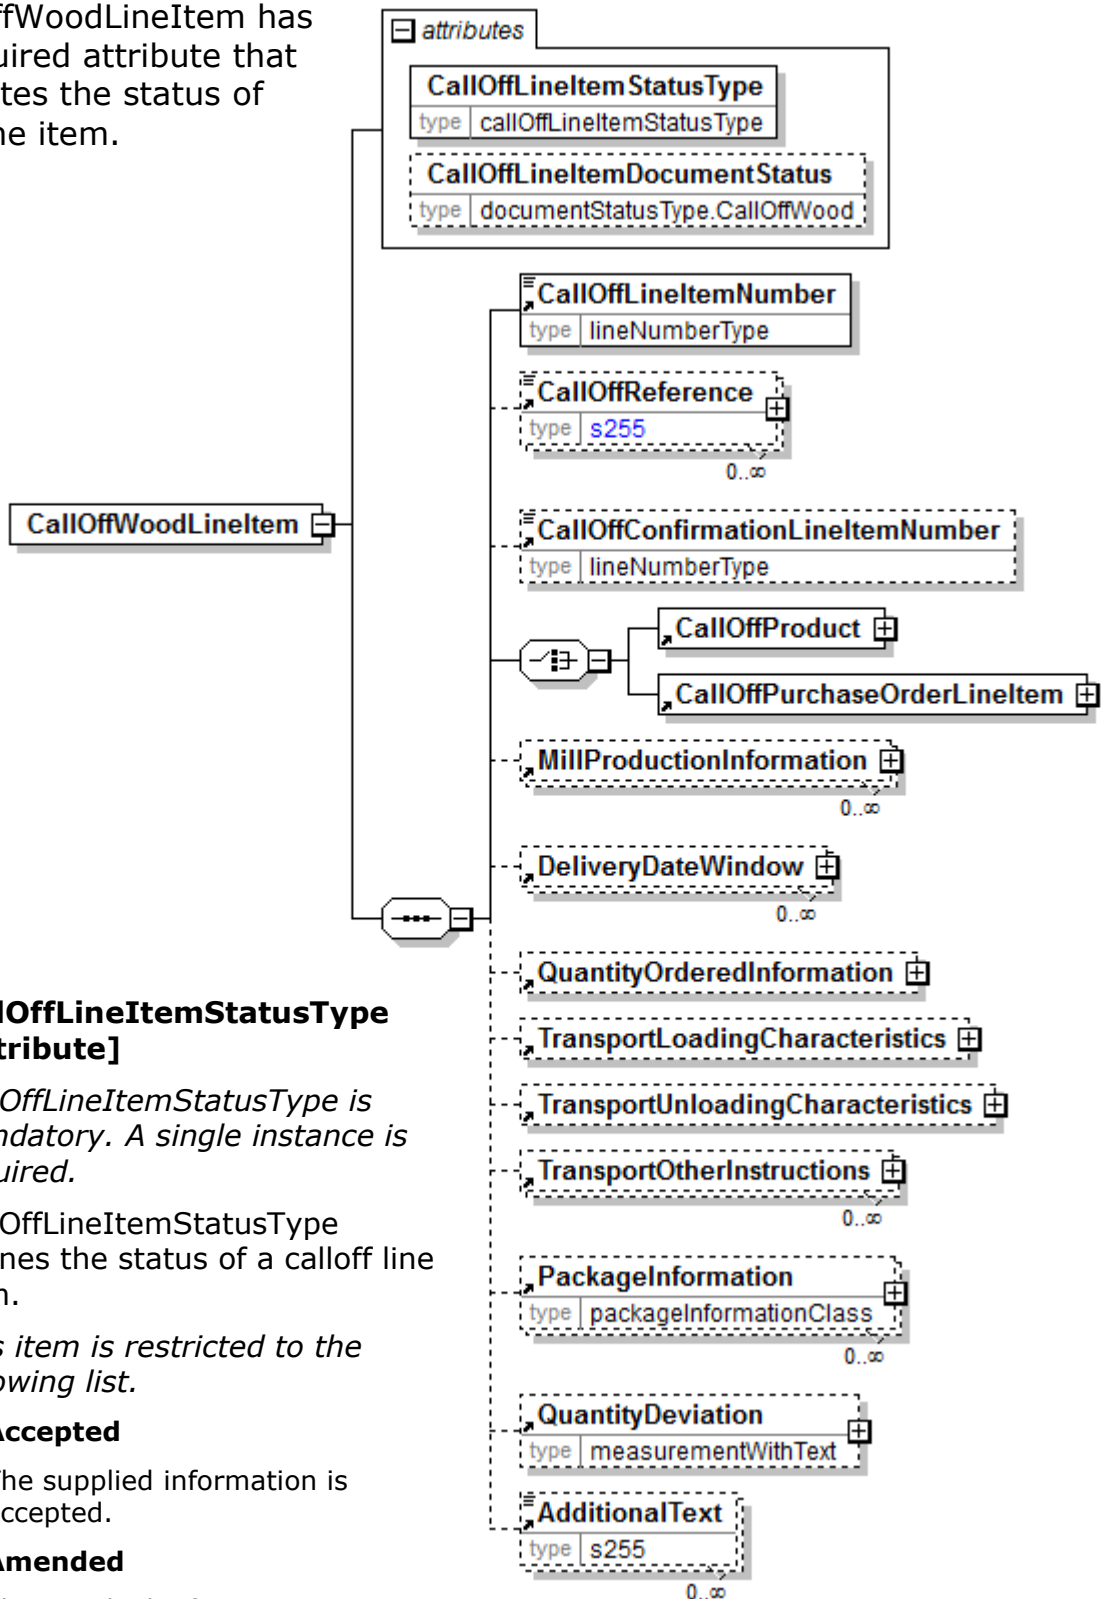 ffWoodLineItem has
uired attribute that
tes the status of
ne item.
attributes
CallOffLineItemStatusType
type callOffLineItemStatusType
CallOffLineItemDocumentStatus
type documentStatusType.CallOffWood
CallOffLineItemNumber
type lineNumberType
CallOffReference
type s255
0..∞
CallOffWoodLineItem
CallOffConfirmationLineItemNumber
type lineNumberType
CallOffProduct
CallOffPurchaseOrderLineItem
MillProductionInformation
0..∞
DeliveryDateWindow
0..∞
QuantityOrderedInformation
TransportLoadingCharacteristics
TransportUnloadingCharacteristics
TransportOtherInstructions
0..∞
PackageInformation
type packageInformationClass
0..∞
QuantityDeviation
type measurementWithText
AdditionalText
type s255
0..∞
lOffLineItemStatusType
tribute]
OffLineItemStatusType is
ndatory. A single instance is
uired.
OffLineItemStatusType
nes the status of a calloff line
n.
s item is restricted to the
owing list.
Accepted
The supplied information is
accepted.
Amended